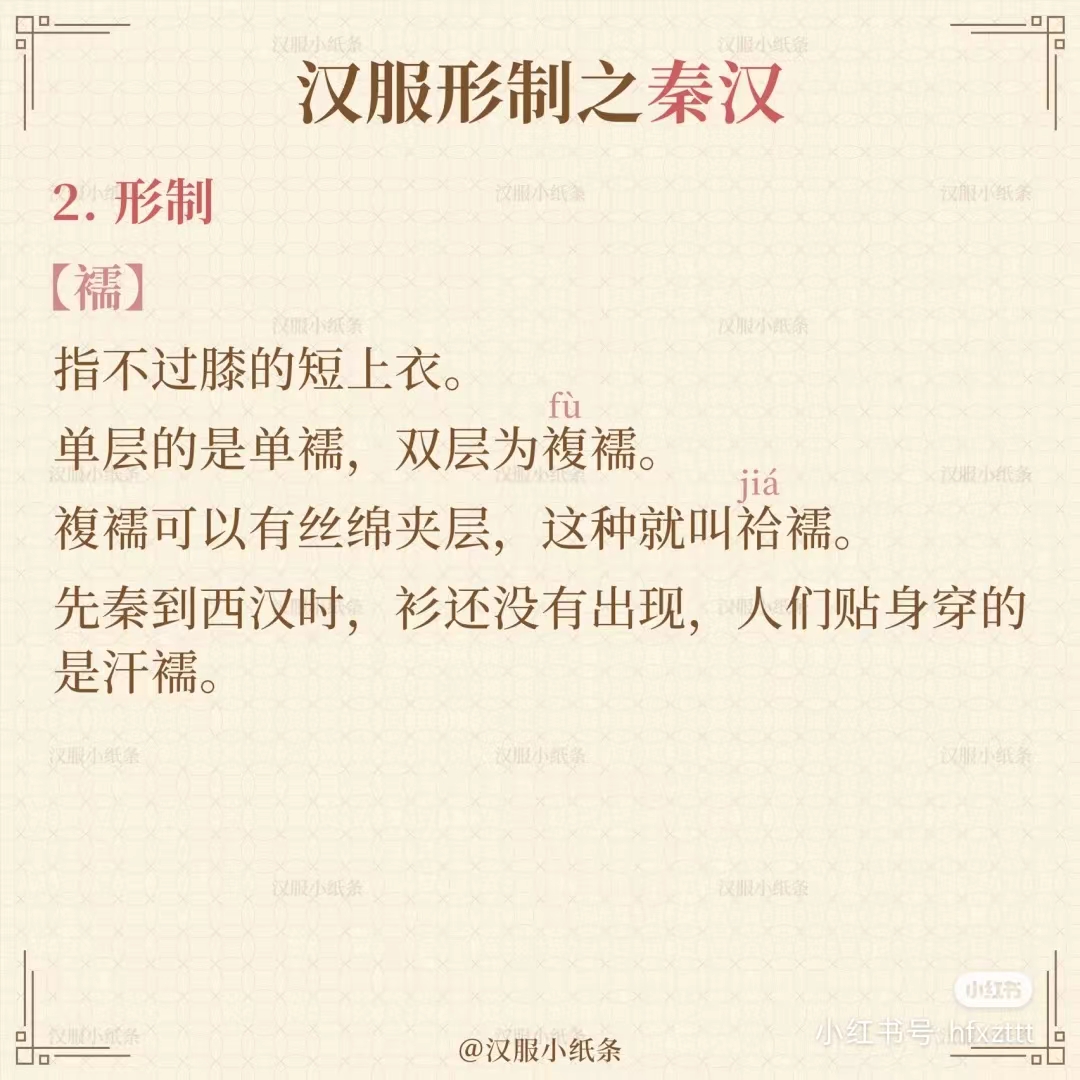 汉服形制之秦汉
2. 形制
【襦】
指不过膝的短上衣。
fù
单层的是单襦，双层为複襦。
jiá
複襦可以有丝绵夹层，这种就叫袷襦。
先秦到西汉时，衫还没有出现，人们贴身穿的
是汗襦。
小红书
小红书号:hfxzttt
@汉服小纸条
汉服小纸条